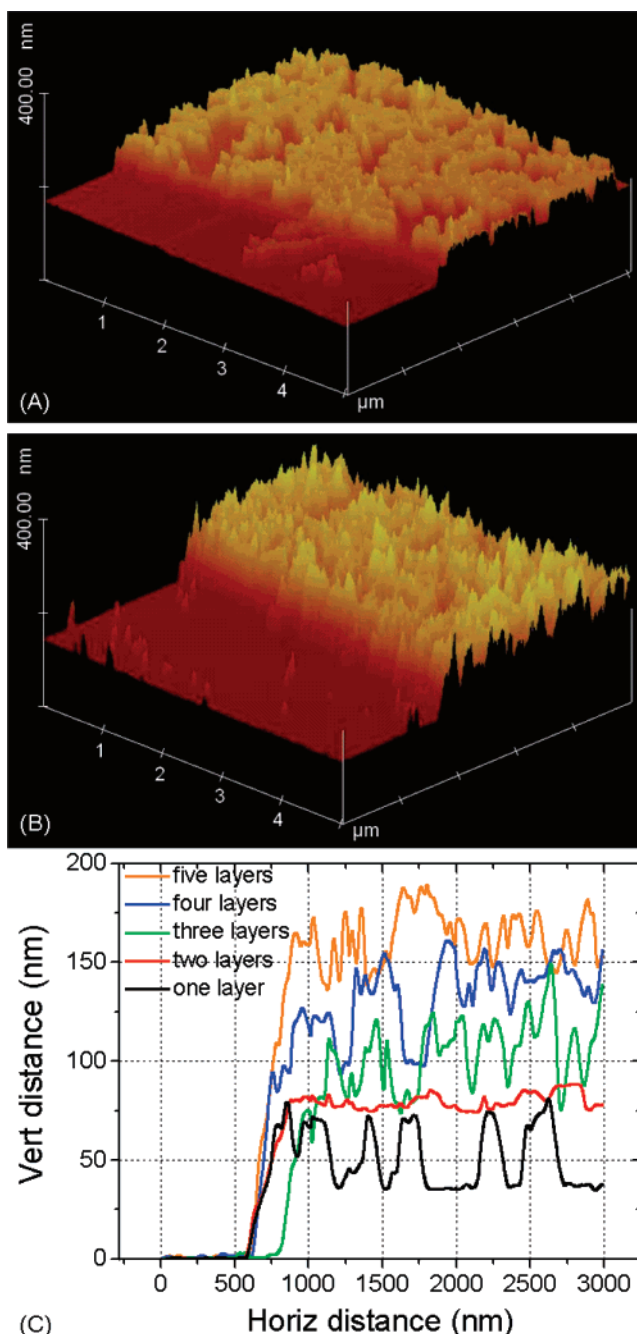 nm
400.00
1
2
3
4
µm
(A)
nm
400.00
1
2
3
4
µm
(B)
200
150
100
50
0
Vert distance (nm)
five layers
four layers
three layers
two layers
one layer
0 500 1000 1500 2000 2500 3000
(C) Horiz distance (nm)